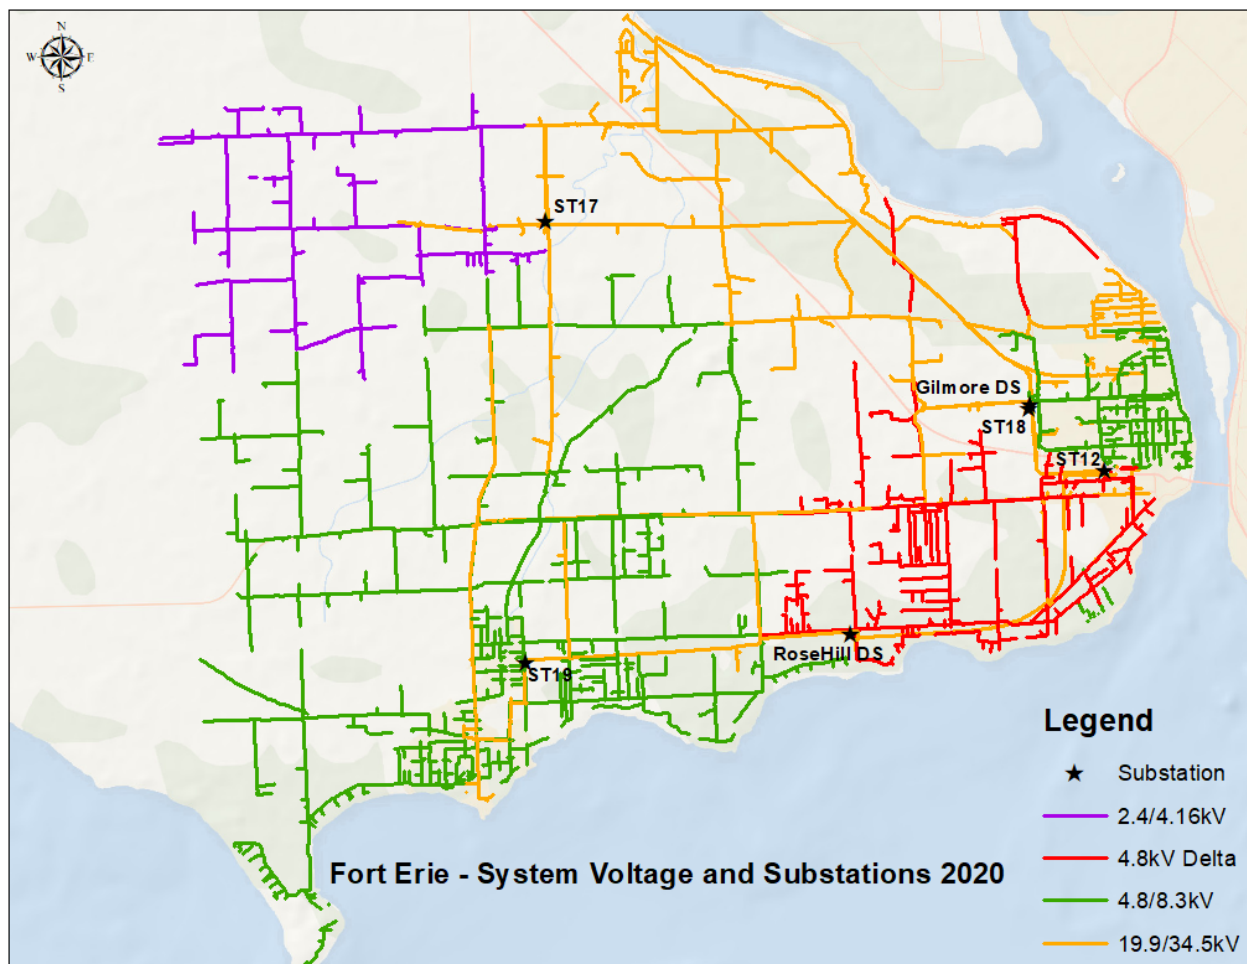 N
W E
S
ST17
Gilmore DS
ST18
ST12
RoseHill DS
ST19
Legend
Substation
2.4/4.16kV
4.8kV Delta
4.8/8.3kV
19.9/34.5kV
Fort Erie - System Voltage and Substations 2020